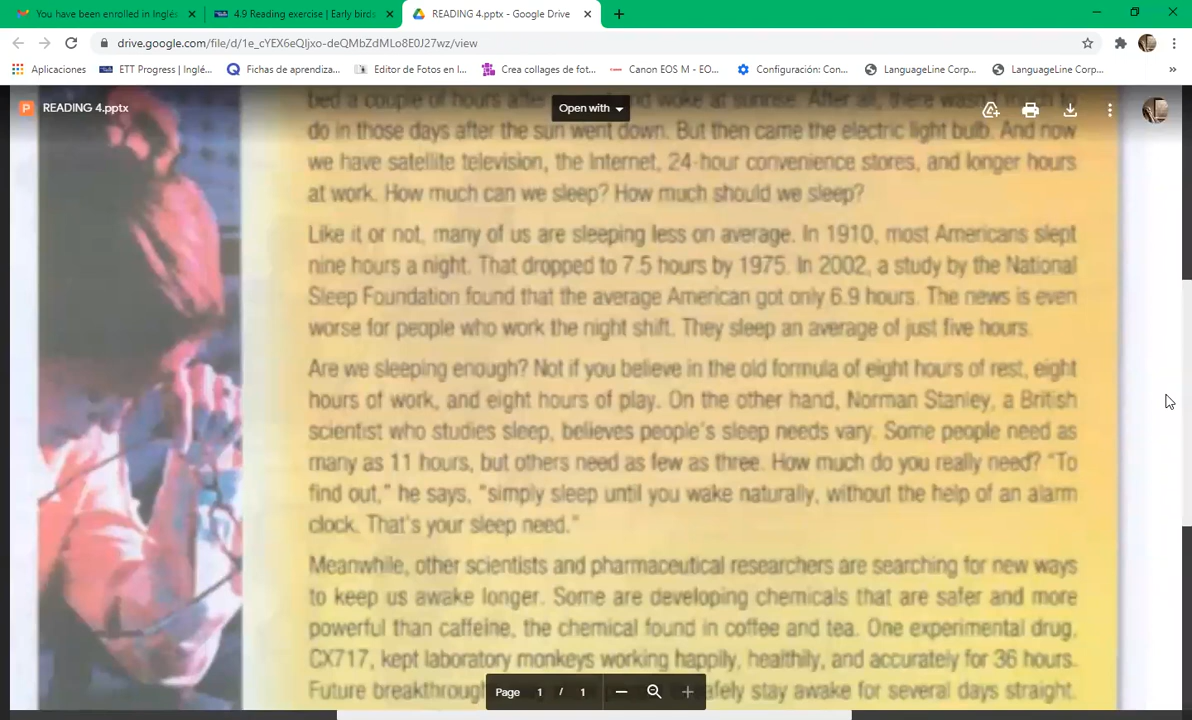 You have been enrolled in Inglés
4.9 Reading exercise | Early birds
READING 4.pptx - Google Drive
drive.google.com/file/d/1e_cYEX6eQIjxo-deQMbZdMLo8E0J27wz/view
Aplicaciones
ETT Progress | Inglé...
Fichas de aprendiza...
Editor de Fotos en l...
Crea collages de fot...
Canon EOS M - EO...
Configuración: Con...
LanguageLine Corp...
LanguageLine Corp...
READING 4.pptx
Open with
bed a couple of hours after and woke at sunrise. After all, there wasn't much to
do in those days after the sun went down. But then came the electric light bulb. And now
we have satellite television, the Internet, 24-hour convenience stores, and longer hours
at work. How much can we sleep? How much should we sleep?
Like it or not, many of us are sleeping less on average. In 1910, most Americans slept
nine hours a night. That dropped to 7.5 hours by 1975. In 2002, a study by the National
Sleep Foundation found that the average American got only 6.9 hours. The news is even
worse for people who work the night shift. They sleep an average of just five hours.
Are we sleeping enough? Not if you believe in the old formula of eight hours of rest, eight
hours of work, and eight hours of play. On the other hand, Norman Stanley, a British
scientist who studies sleep, believes people's sleep needs vary. Some people need as
many as 11 hours, but others need as few as three. How much do you really need? "To
find out," he says, "simply sleep until you wake naturally, without the help of an alarm
clock. That's your sleep need."
Meanwhile, other scientists and pharmaceutical researchers are searching for new ways
to keep us awake longer. Some are developing chemicals that are safer and more
powerful than caffeine, the chemical found in coffee and tea. One experimental drug,
CX717, kept laboratory monkeys working happily, healthily, and accurately for 36 hours.
Future breakthrough safely stay awake for several days straight.
Page 1 / 1